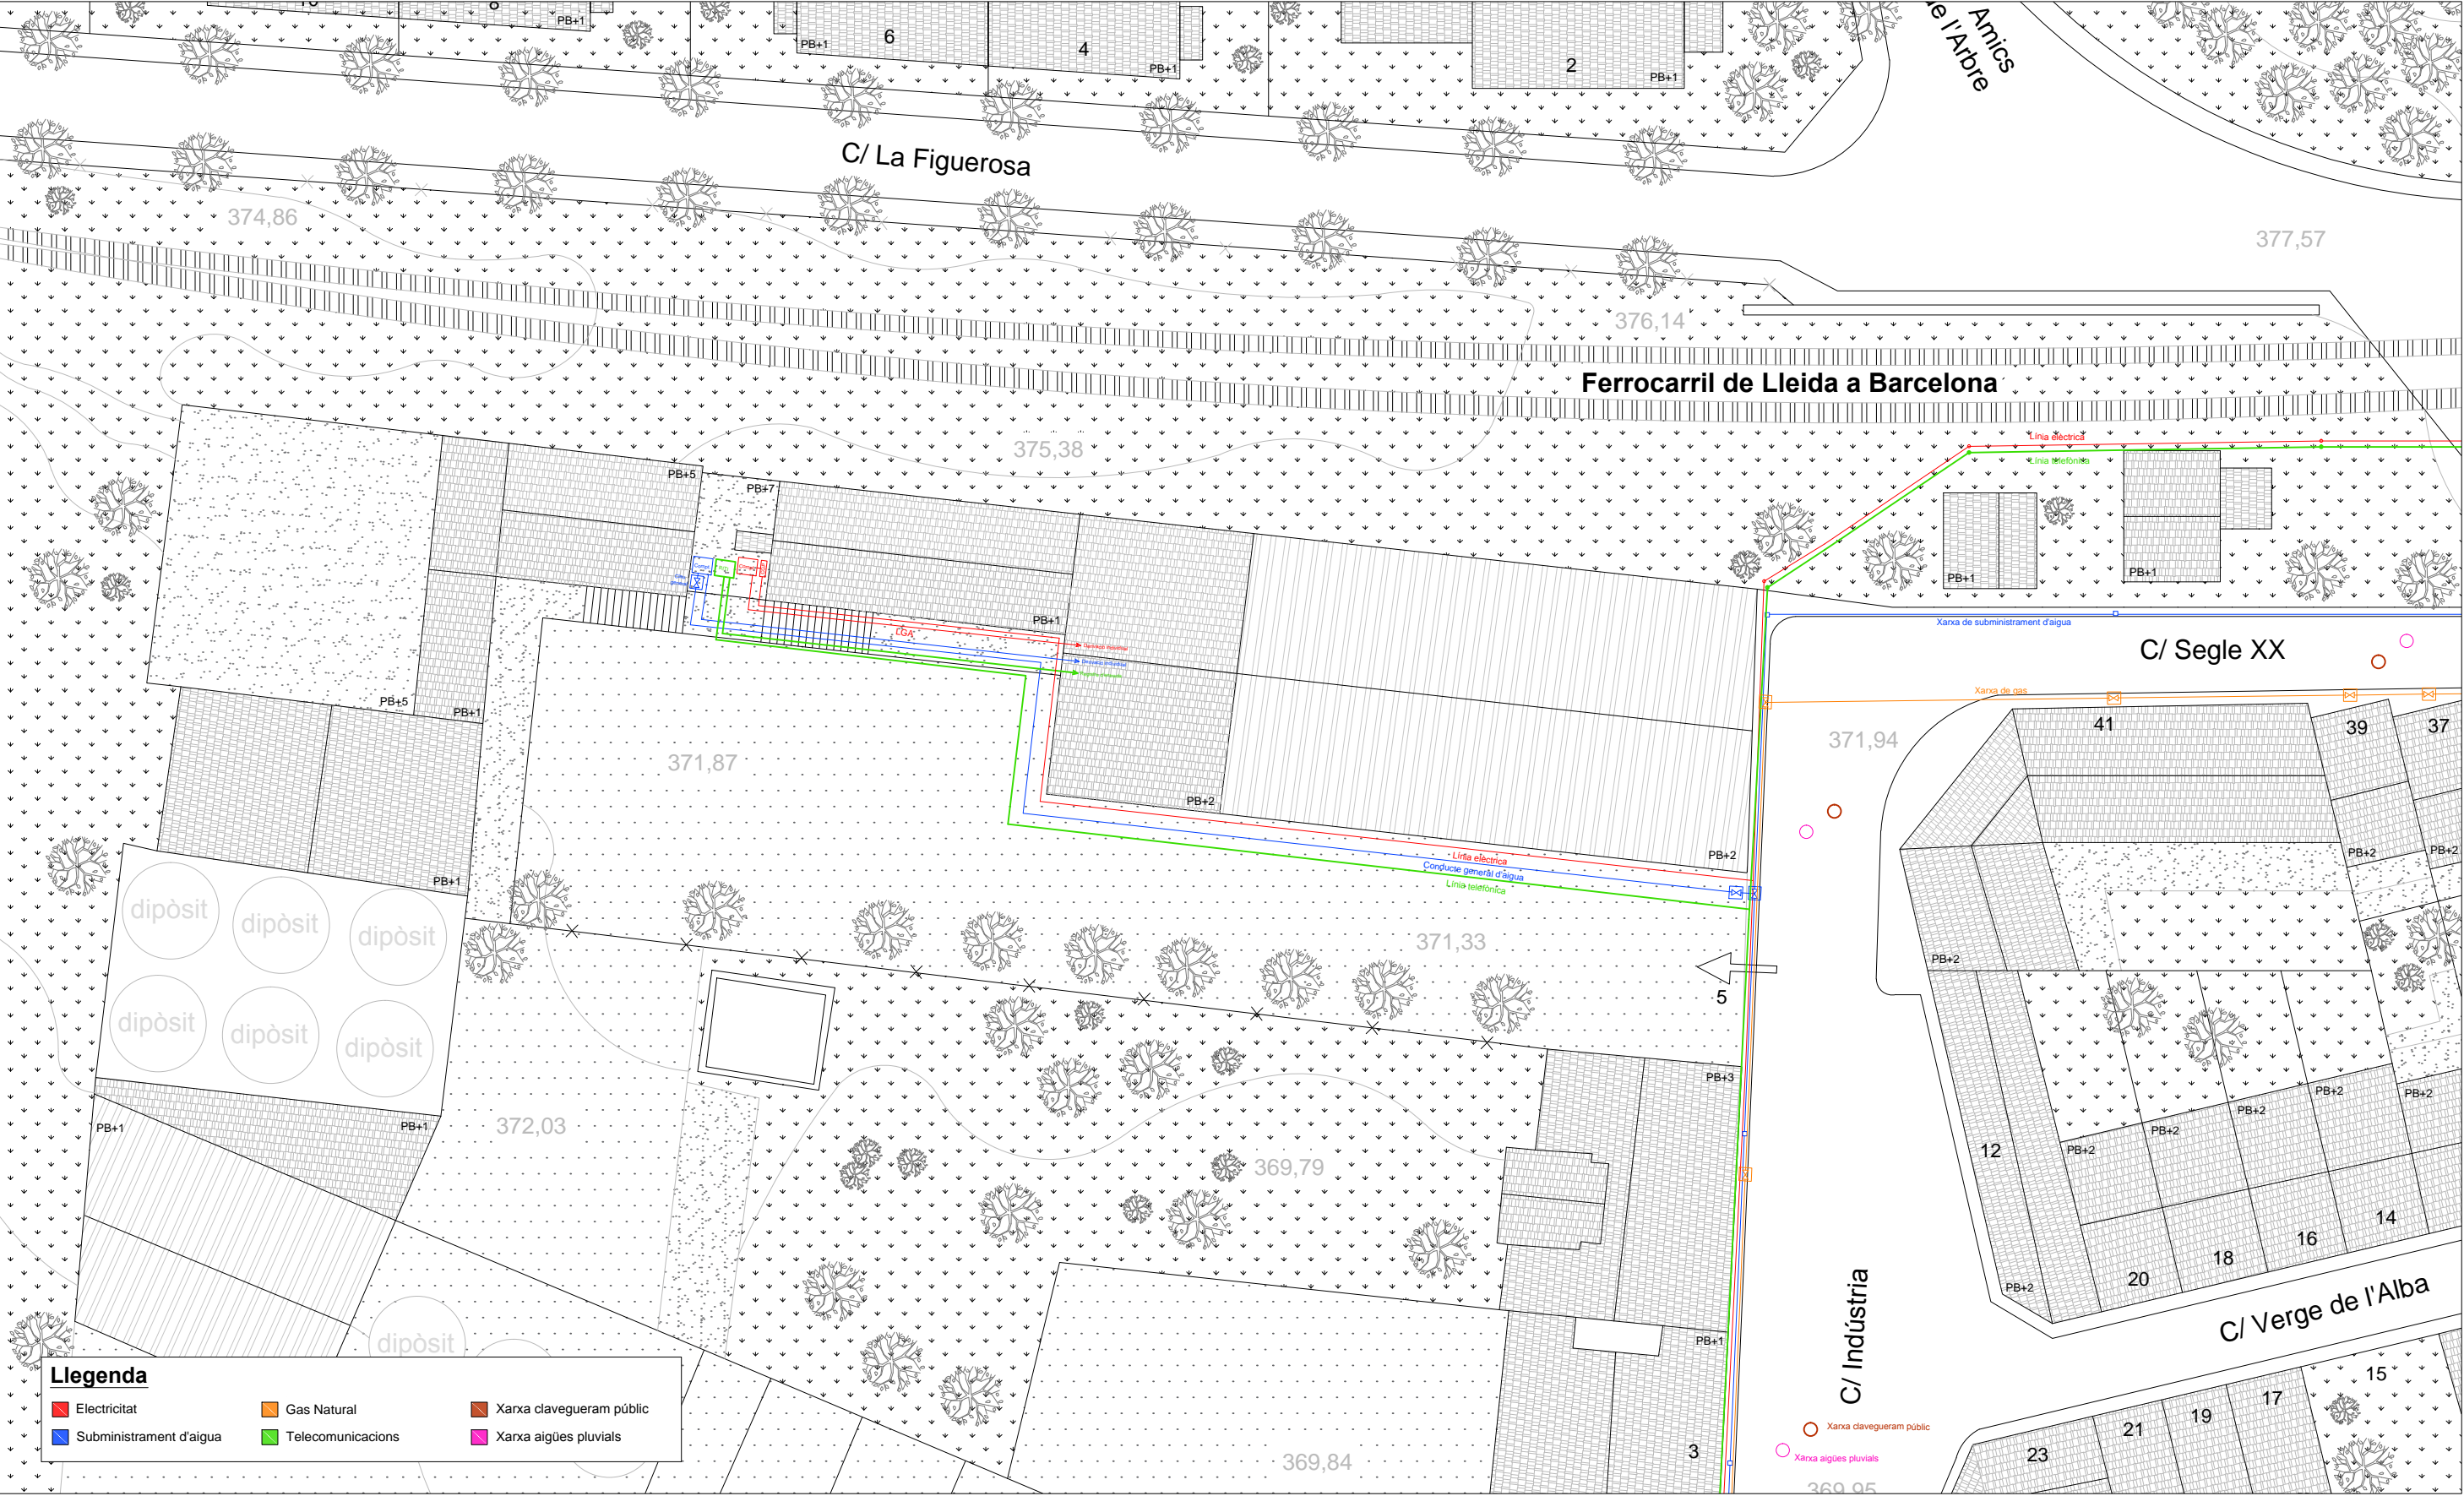 10
8
PB+1
6
PB+1
4
PB+1
2
PB+1
Amics
de l'Arbre
C/ La Figuerosa
374,86
377,57
376,14
Ferrocarril de Lleida a Barcelona
375,38
Línia elèctrica
Línia telefònica
PB+5
PB+7
PB+1
PB+1
PB+1
LGA
Xarxa de subministrament d'aigua
C/ Segle XX
Xarxa de gas
PB+5
PB+1
371,87
371,94
41
39
37
PB+2
PB+2
PB+2
PB+2
Línia elèctrica
Conducte general d'aigua
Línia telefònica
PB+1
dipòsit
dipòsit
dipòsit
371,33
5
PB+2
dipòsit
dipòsit
dipòsit
PB+3
PB+1
PB+1
372,03
369,79
12
PB+2
PB+2
PB+2
PB+2
PB+2
PB+2
20
18
16
14
C/ Indústria
C/ Verge de l'Alba
dipòsit
PB+1
3
369,84
15
17
19
21
23
Xarxa clavegueram públic
Xarxa aigües pluvials
369,95
Llegenda
Electricitat
Gas Natural
Xarxa clavegueram públic
Subministrament d'aigua
Telecomunicacions
Xarxa aigües pluvials